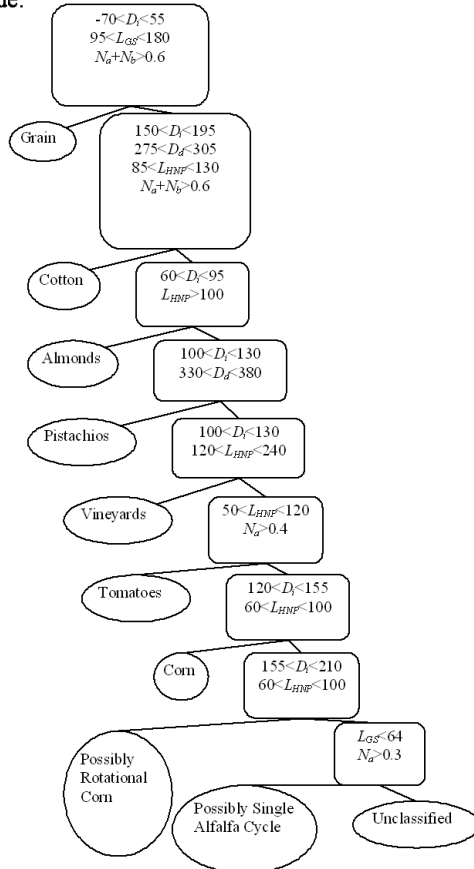 -70<Di<55
95<LGS<180
Na+Nb>0.6
Grain
150<Di<195
275<Dd<305
85<LHNP<130
Na+Nb>0.6
Cotton
60<Di<95
LHNP>100
Almonds
100<Di<130
330<Dd<380
Pistachios
100<Di<130
120<LHNP<240
Vineyards
50<LHNP<120
Na>0.4
Tomatoes
120<Di<155
60<LHNP<100
Corn
155<Di<210
60<LHNP<100
Possibly
Rotational
Corn
LGS<64
Na>0.3
Possibly Single
Alfalfa Cycle
Unclassified